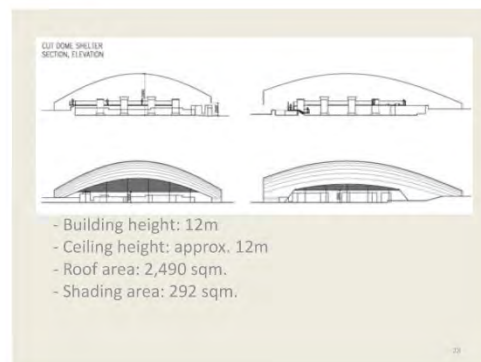 CUT DOME SHELTER
SECTION, ELEVATION
- Building height: 12m
- Ceiling height: approx. 12m
- Roof area: 2,490 sqm.
- Shading area: 292 sqm.